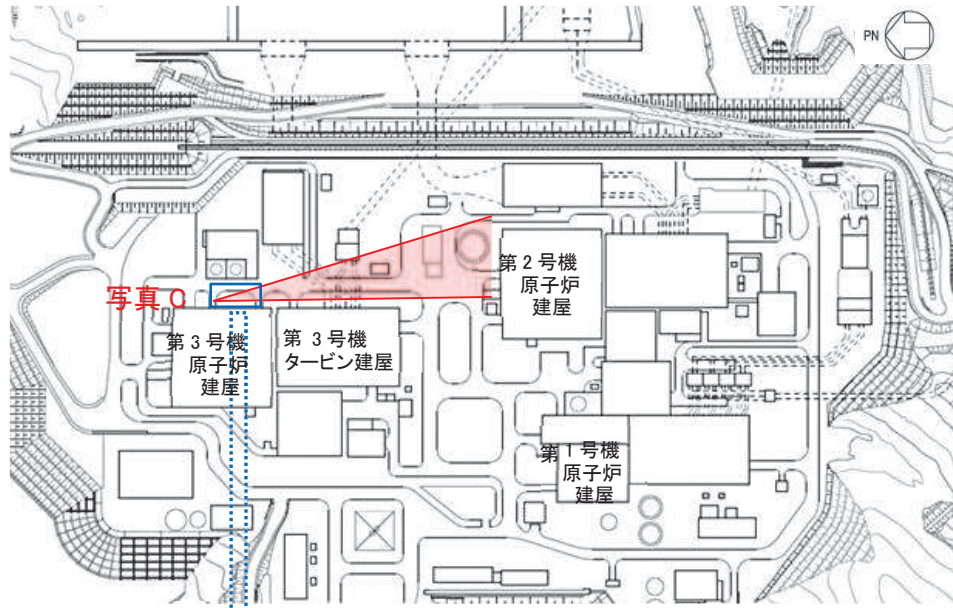 PN
写真 C
第２号機
原子炉
建屋
第３号機
原子炉
建屋
第 ３号機
タービン建屋
第１号機
原子炉
建屋